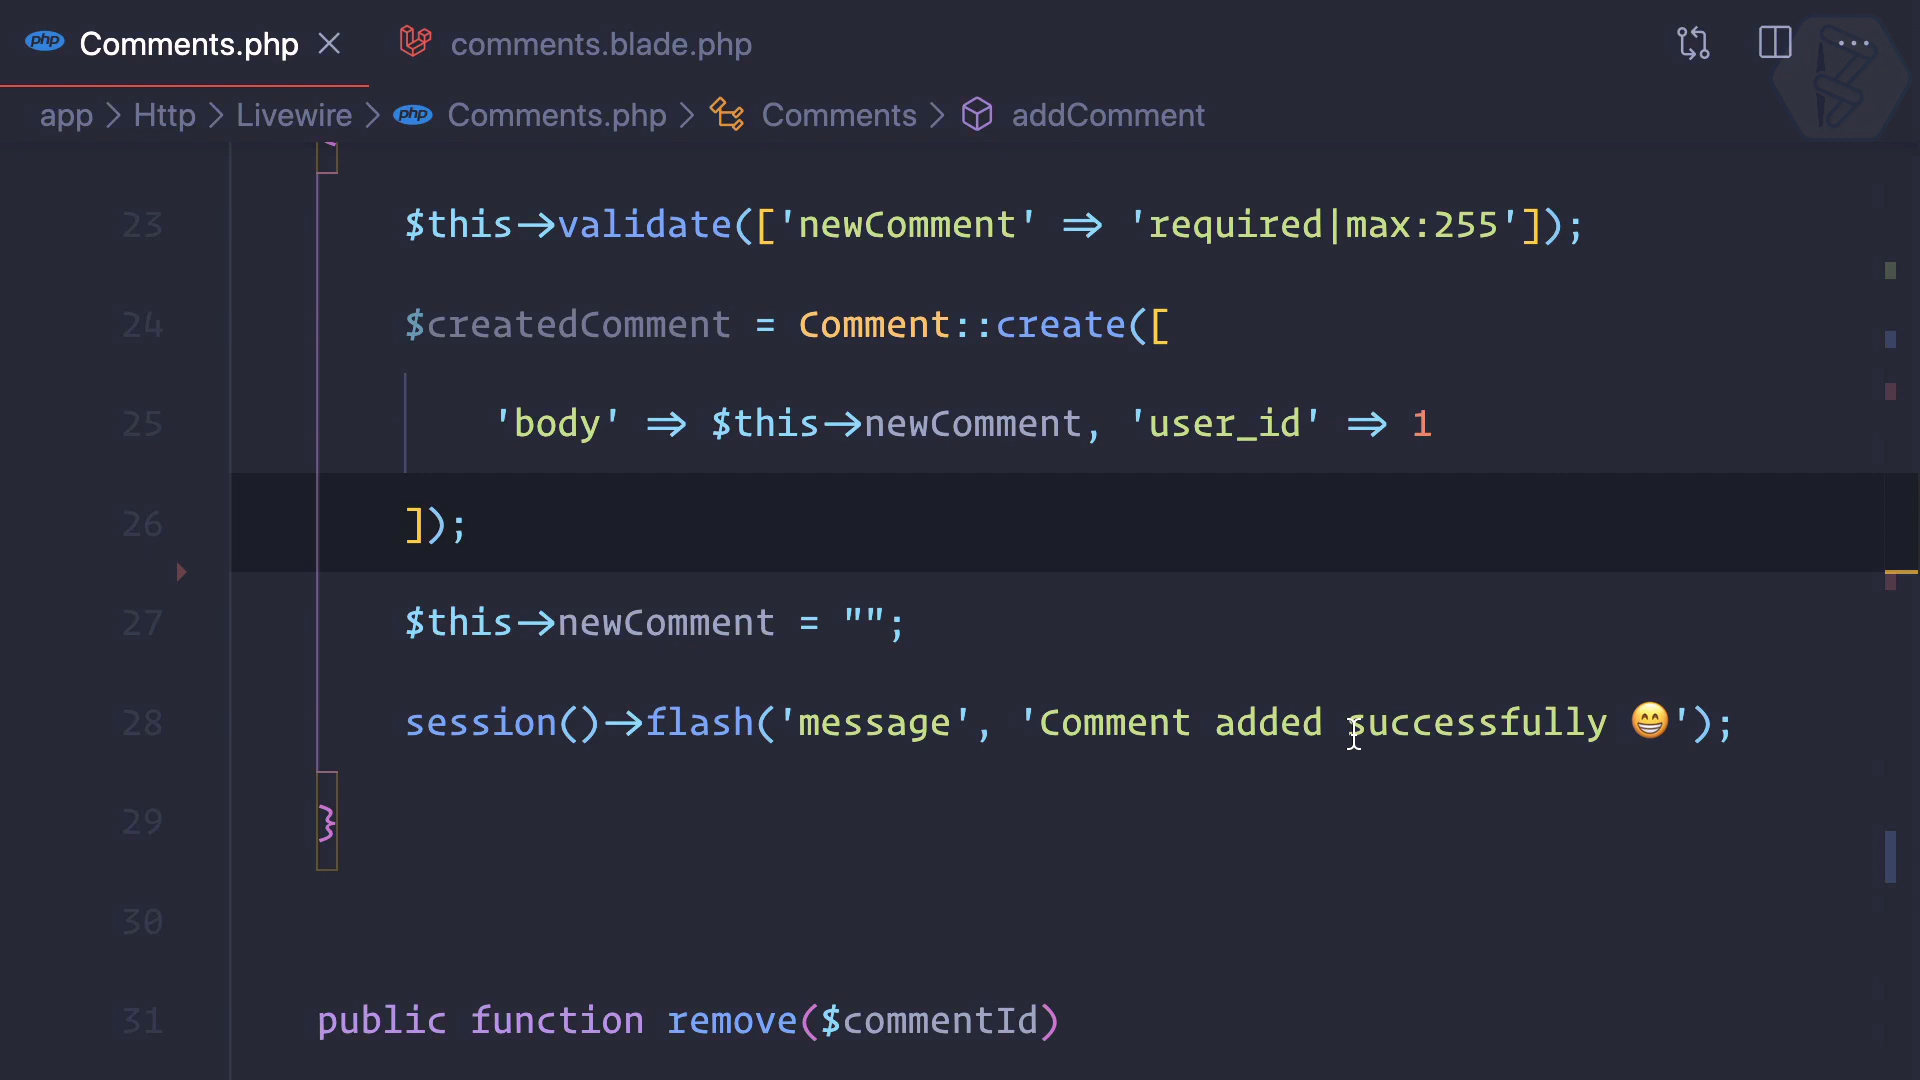 php Comments.php
comments.blade.php
app > Http > Livewire > php Comments.php > Comments > addComment
23 $this->validate(['newComment' => 'required|max:255']);
24 $createdComment = Comment::create([
25 'body' => $this->newComment, 'user_id' => 1
26 ]);
27 $this->newComment = "";
28 session()->flash('message', 'Comment added successfully 😁');
29 }
30
31 public function remove($commentId)